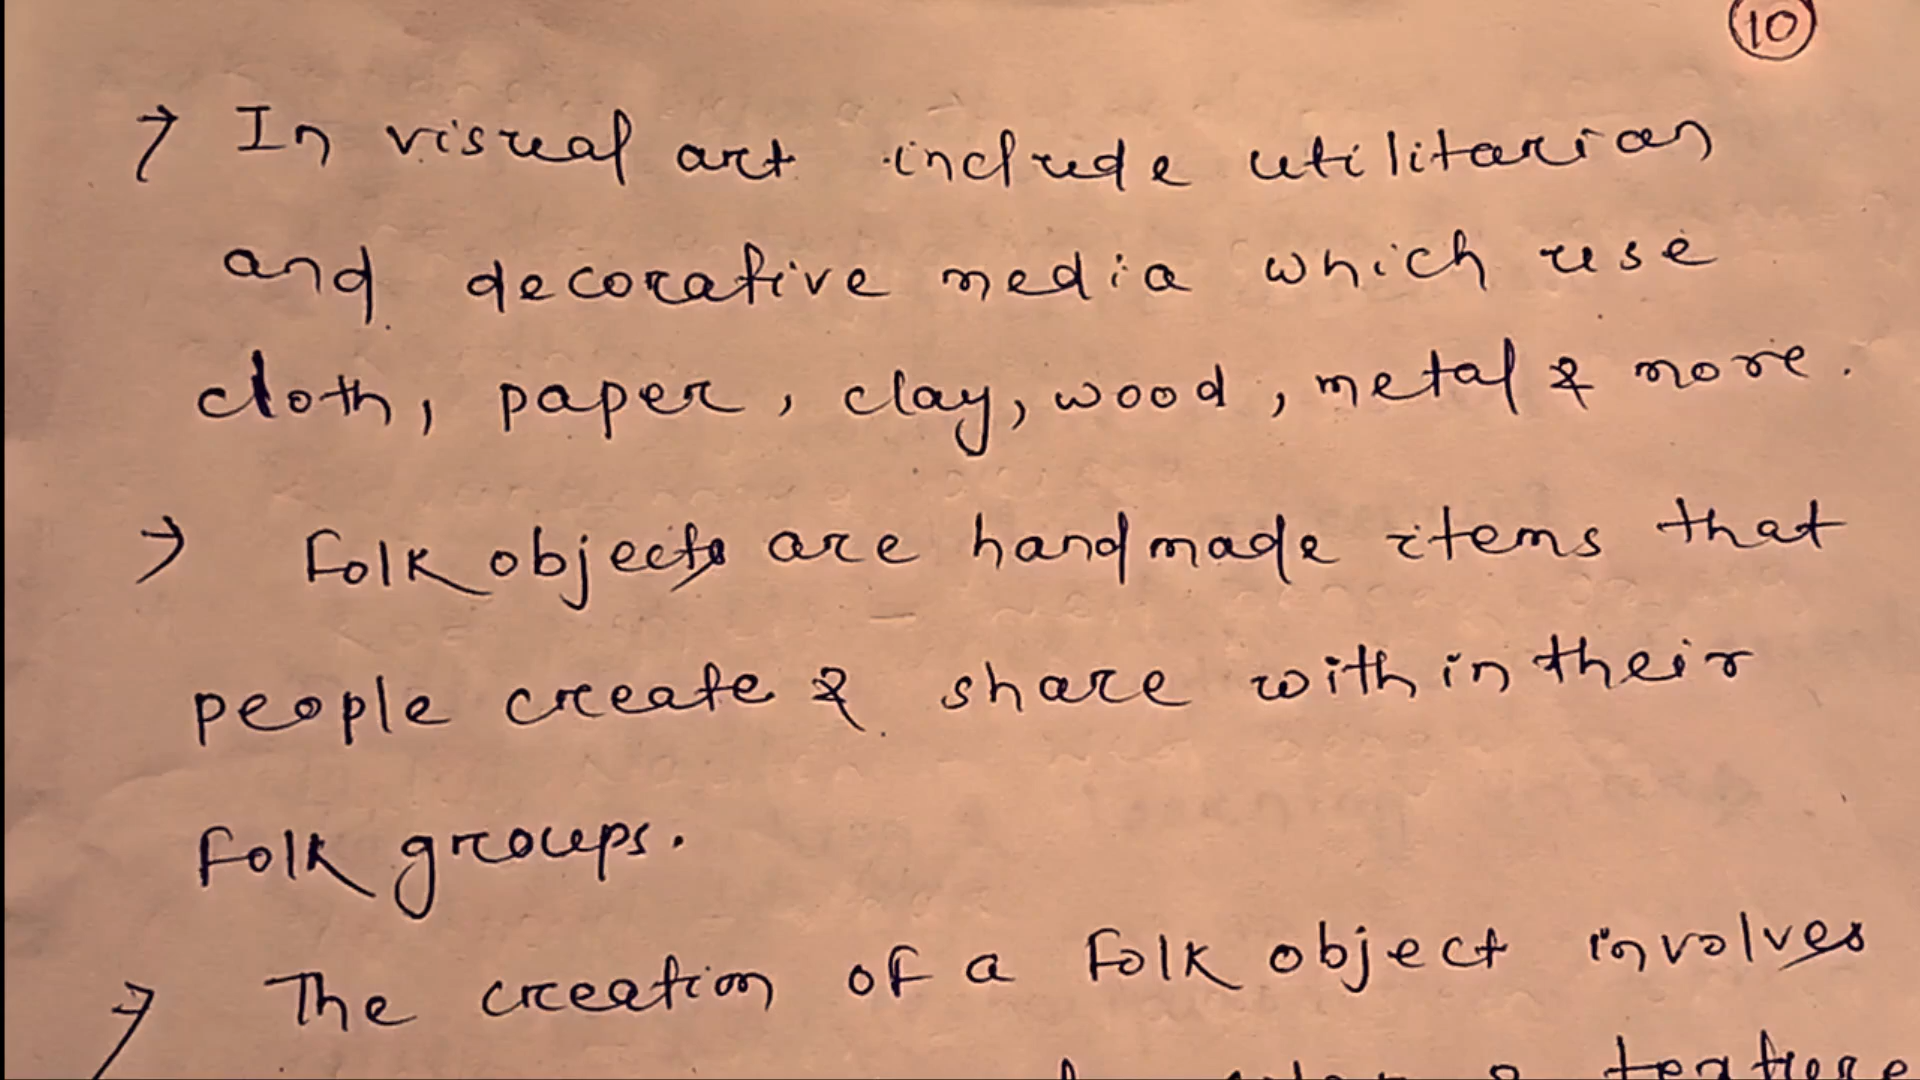 10
→ In visual art include utilitarian
and decorative media which use
cloth, paper, clay, wood, metal & more.
→ Folk objects are handmade items that
people create & share within their
folk groups.
→ The creation of a folk object involves